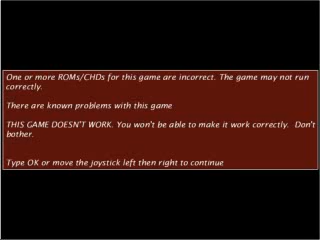 One or more ROMs/CHDs for this game are incorrect. The game may not run
correctly.
There are known problems with this game
THIS GAME DOESN'T WORK. You won't be able to make it work correctly.  Don't
bother.
Type OK or move the joystick left then right to continue